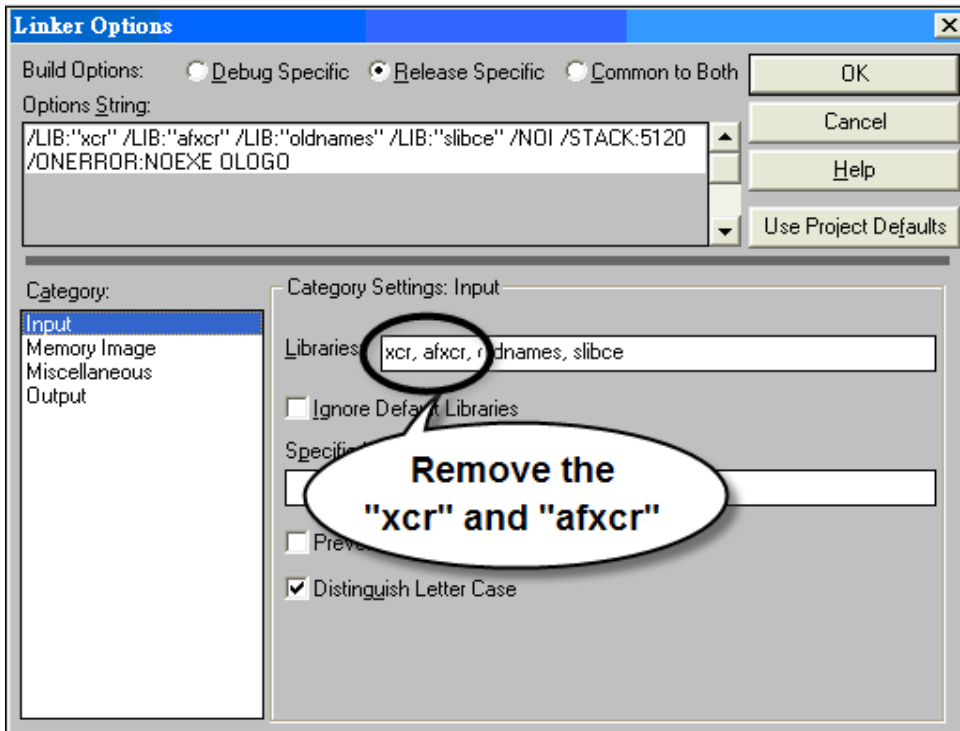 Linker Options
Build Options: Debug Specific Release Specific Common to Both
OK
Options String:
/LIB:"xcr" /LIB:"afxcr" /LIB:"oldnames" /LIB:"slibce" /NOI /STACK:5120
/ONERROR:NOEXE OLOGO
Cancel
Help
Use Project Defaults
Category:
Input
Memory Image
Miscellaneous
Output
Category Settings: Input
Libraries xcr, afxcr, dnames, slibce
Ignore Default Libraries
Remove the
"xcr" and "afxcr"
Distinguish Letter Case